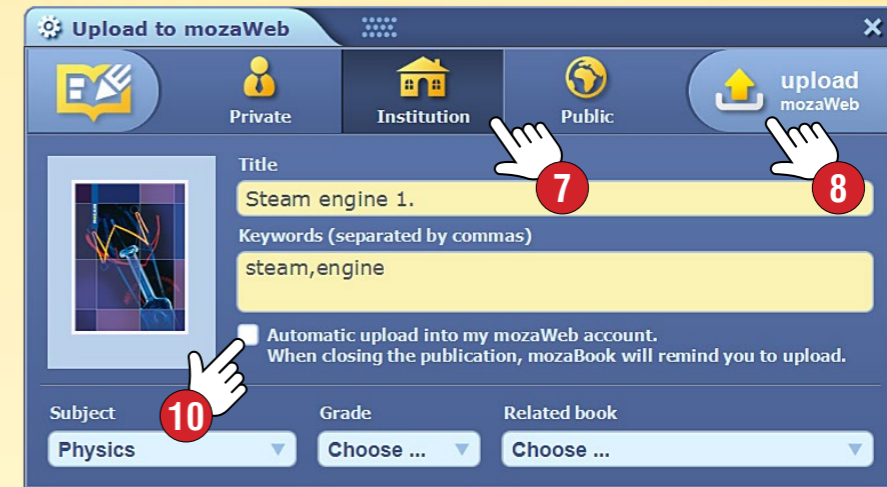 Upload to mozaWeb
Private
Institution
Public
upload
mozaWeb
7
8
Title
Steam engine 1.
Keywords (separated by commas)
steam,engine
Automatic upload into my mozaWeb account.
When closing the publication, mozaBook will remind you to upload.
10
Subject
Grade
Related book
Physics
Choose ...
Choose ...